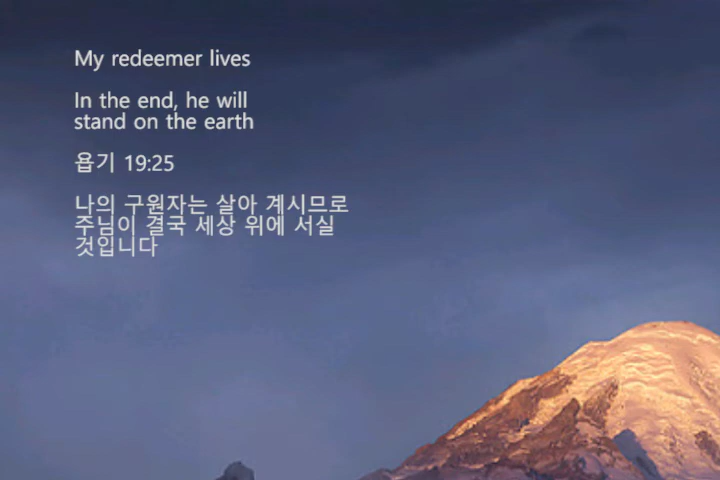 My redeemer lives
In the end, he will
stand on the earth
욥기 19:25
나의 구원자는 살아 계시므로
주님이 결국 세상 위에 서실
것입니다